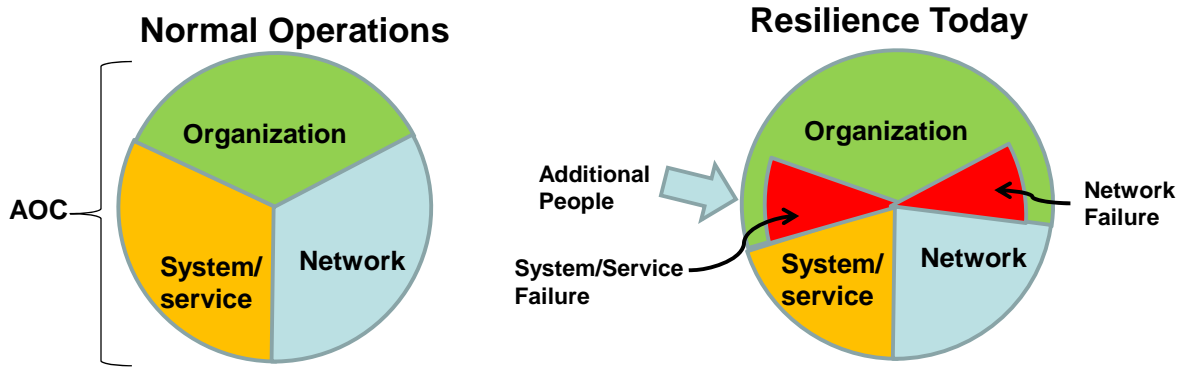 Normal Operations
AOC
Organization
System/
service
Network
Resilience Today
Organization
Additional
People
Network
Failure
System/Service
Failure
System/
service
Network